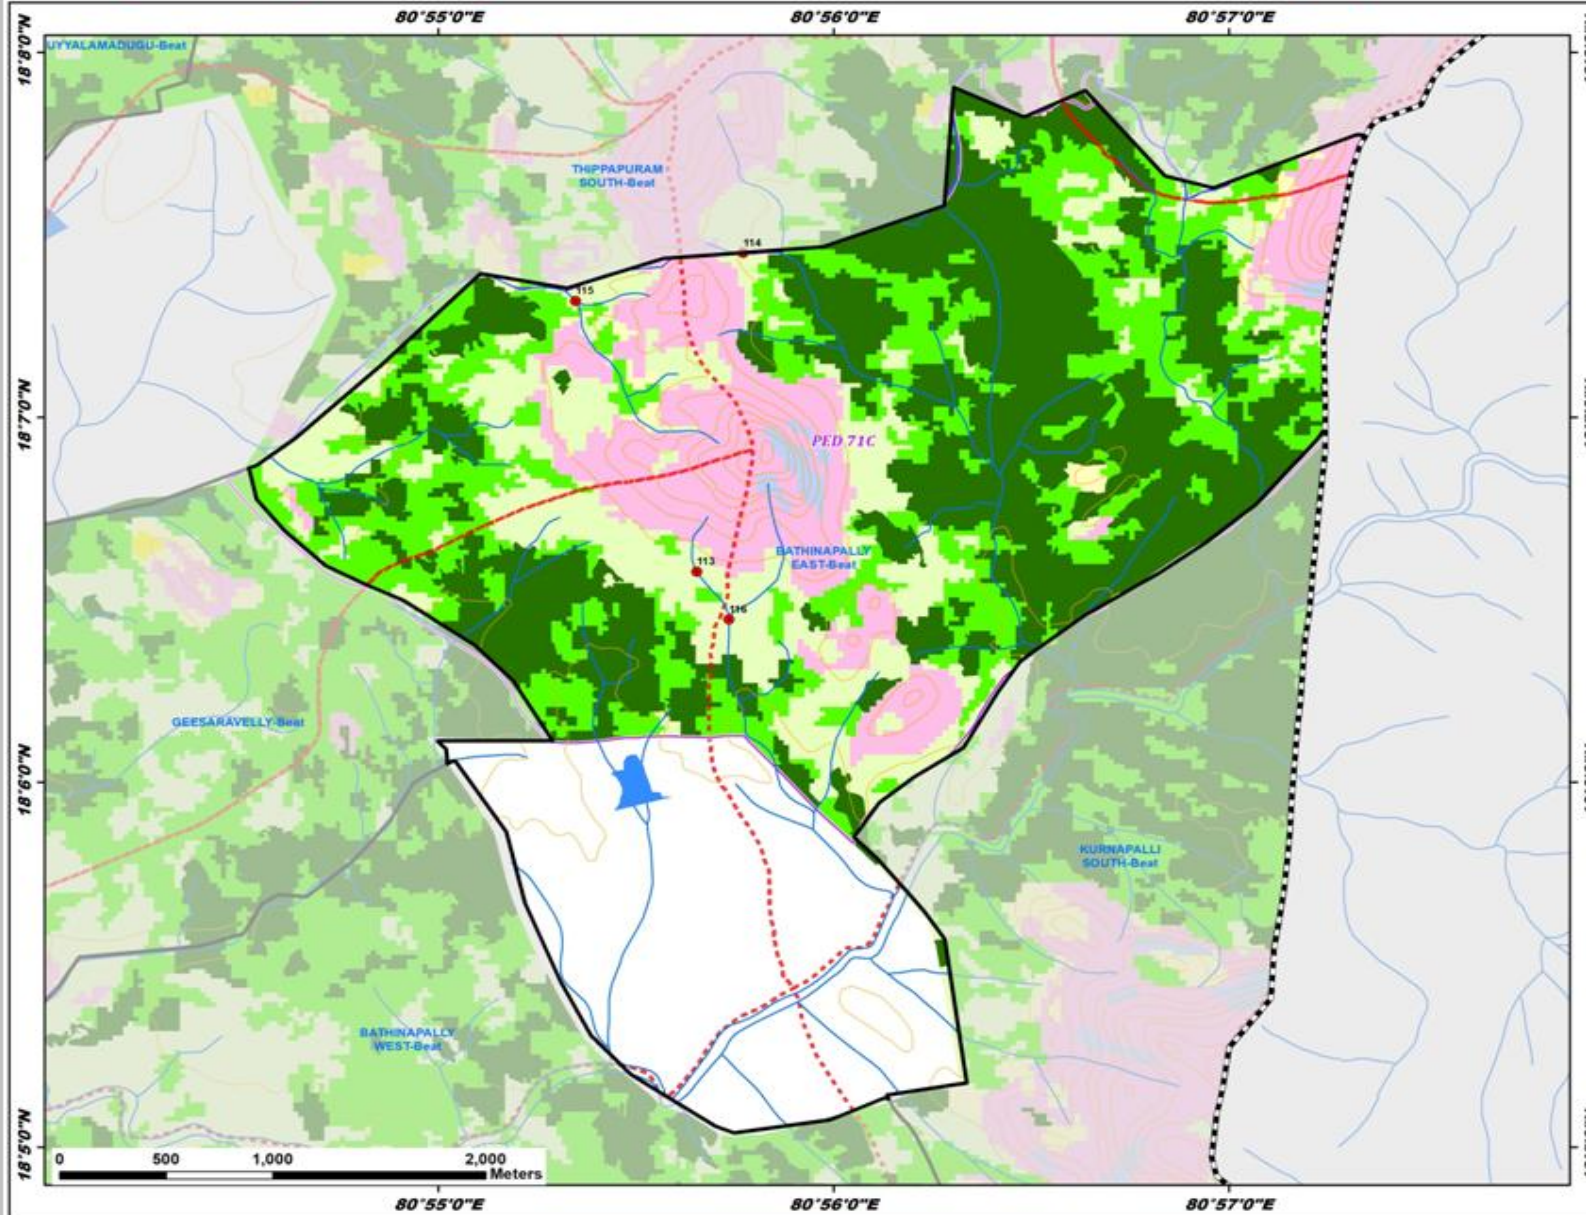 80°55'0"E
80°56'0"E
80°57'0"E
18°8'0"N
UYYALAMADUGU-Beat
THIPPAPURAM
SOUTH-Beat
114
115
18°7'0"N
PED 71C
BATHINAPALLY
EAST-Beat
113
116
GEESARAVELLY-Beat
18°6'0"N
KURNAPALLI
SOUTH-Beat
BATHINAPALLY
WEST-Beat
18°5'0"N
0 500 1,000 2,000
Meters
80°55'0"E
80°56'0"E
80°57'0"E